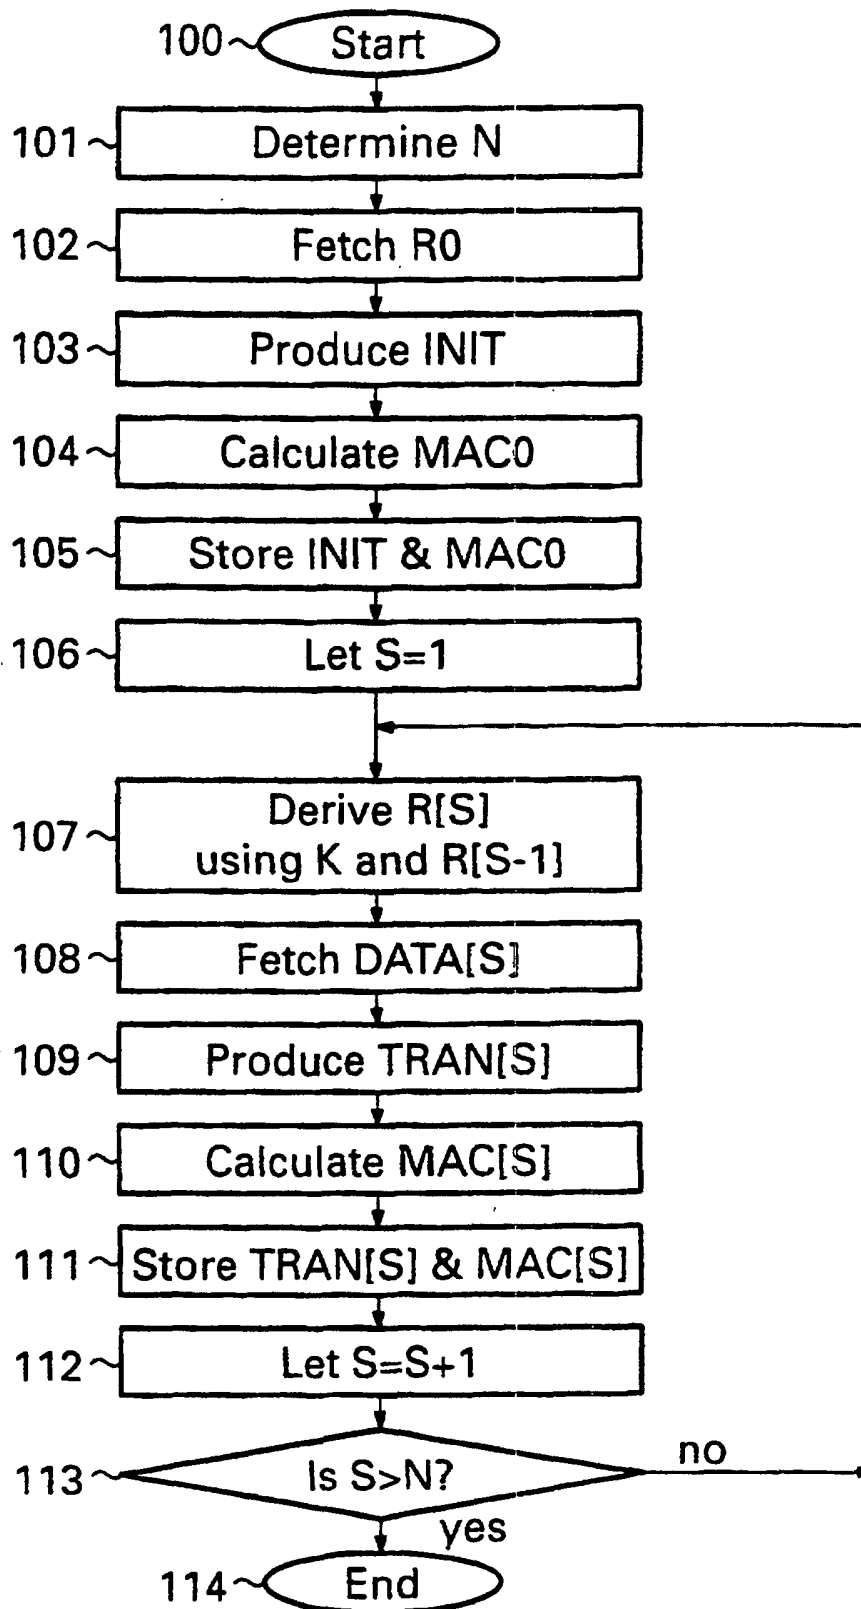 100 Start
101 Determine N
102 Fetch R0
103 Produce INIT
104 Calculate MAC0
105 Store INIT & MAC0
106 Let S=1
107 Derive R[S]
using K and R[S-1]
108 Fetch DATA[S]
109 Produce TRAN[S]
110 Calculate MAC[S]
111 Store TRAN[S] & MAC[S]
112 Let S=S+1
113 Is S>N? no
yes
114 End